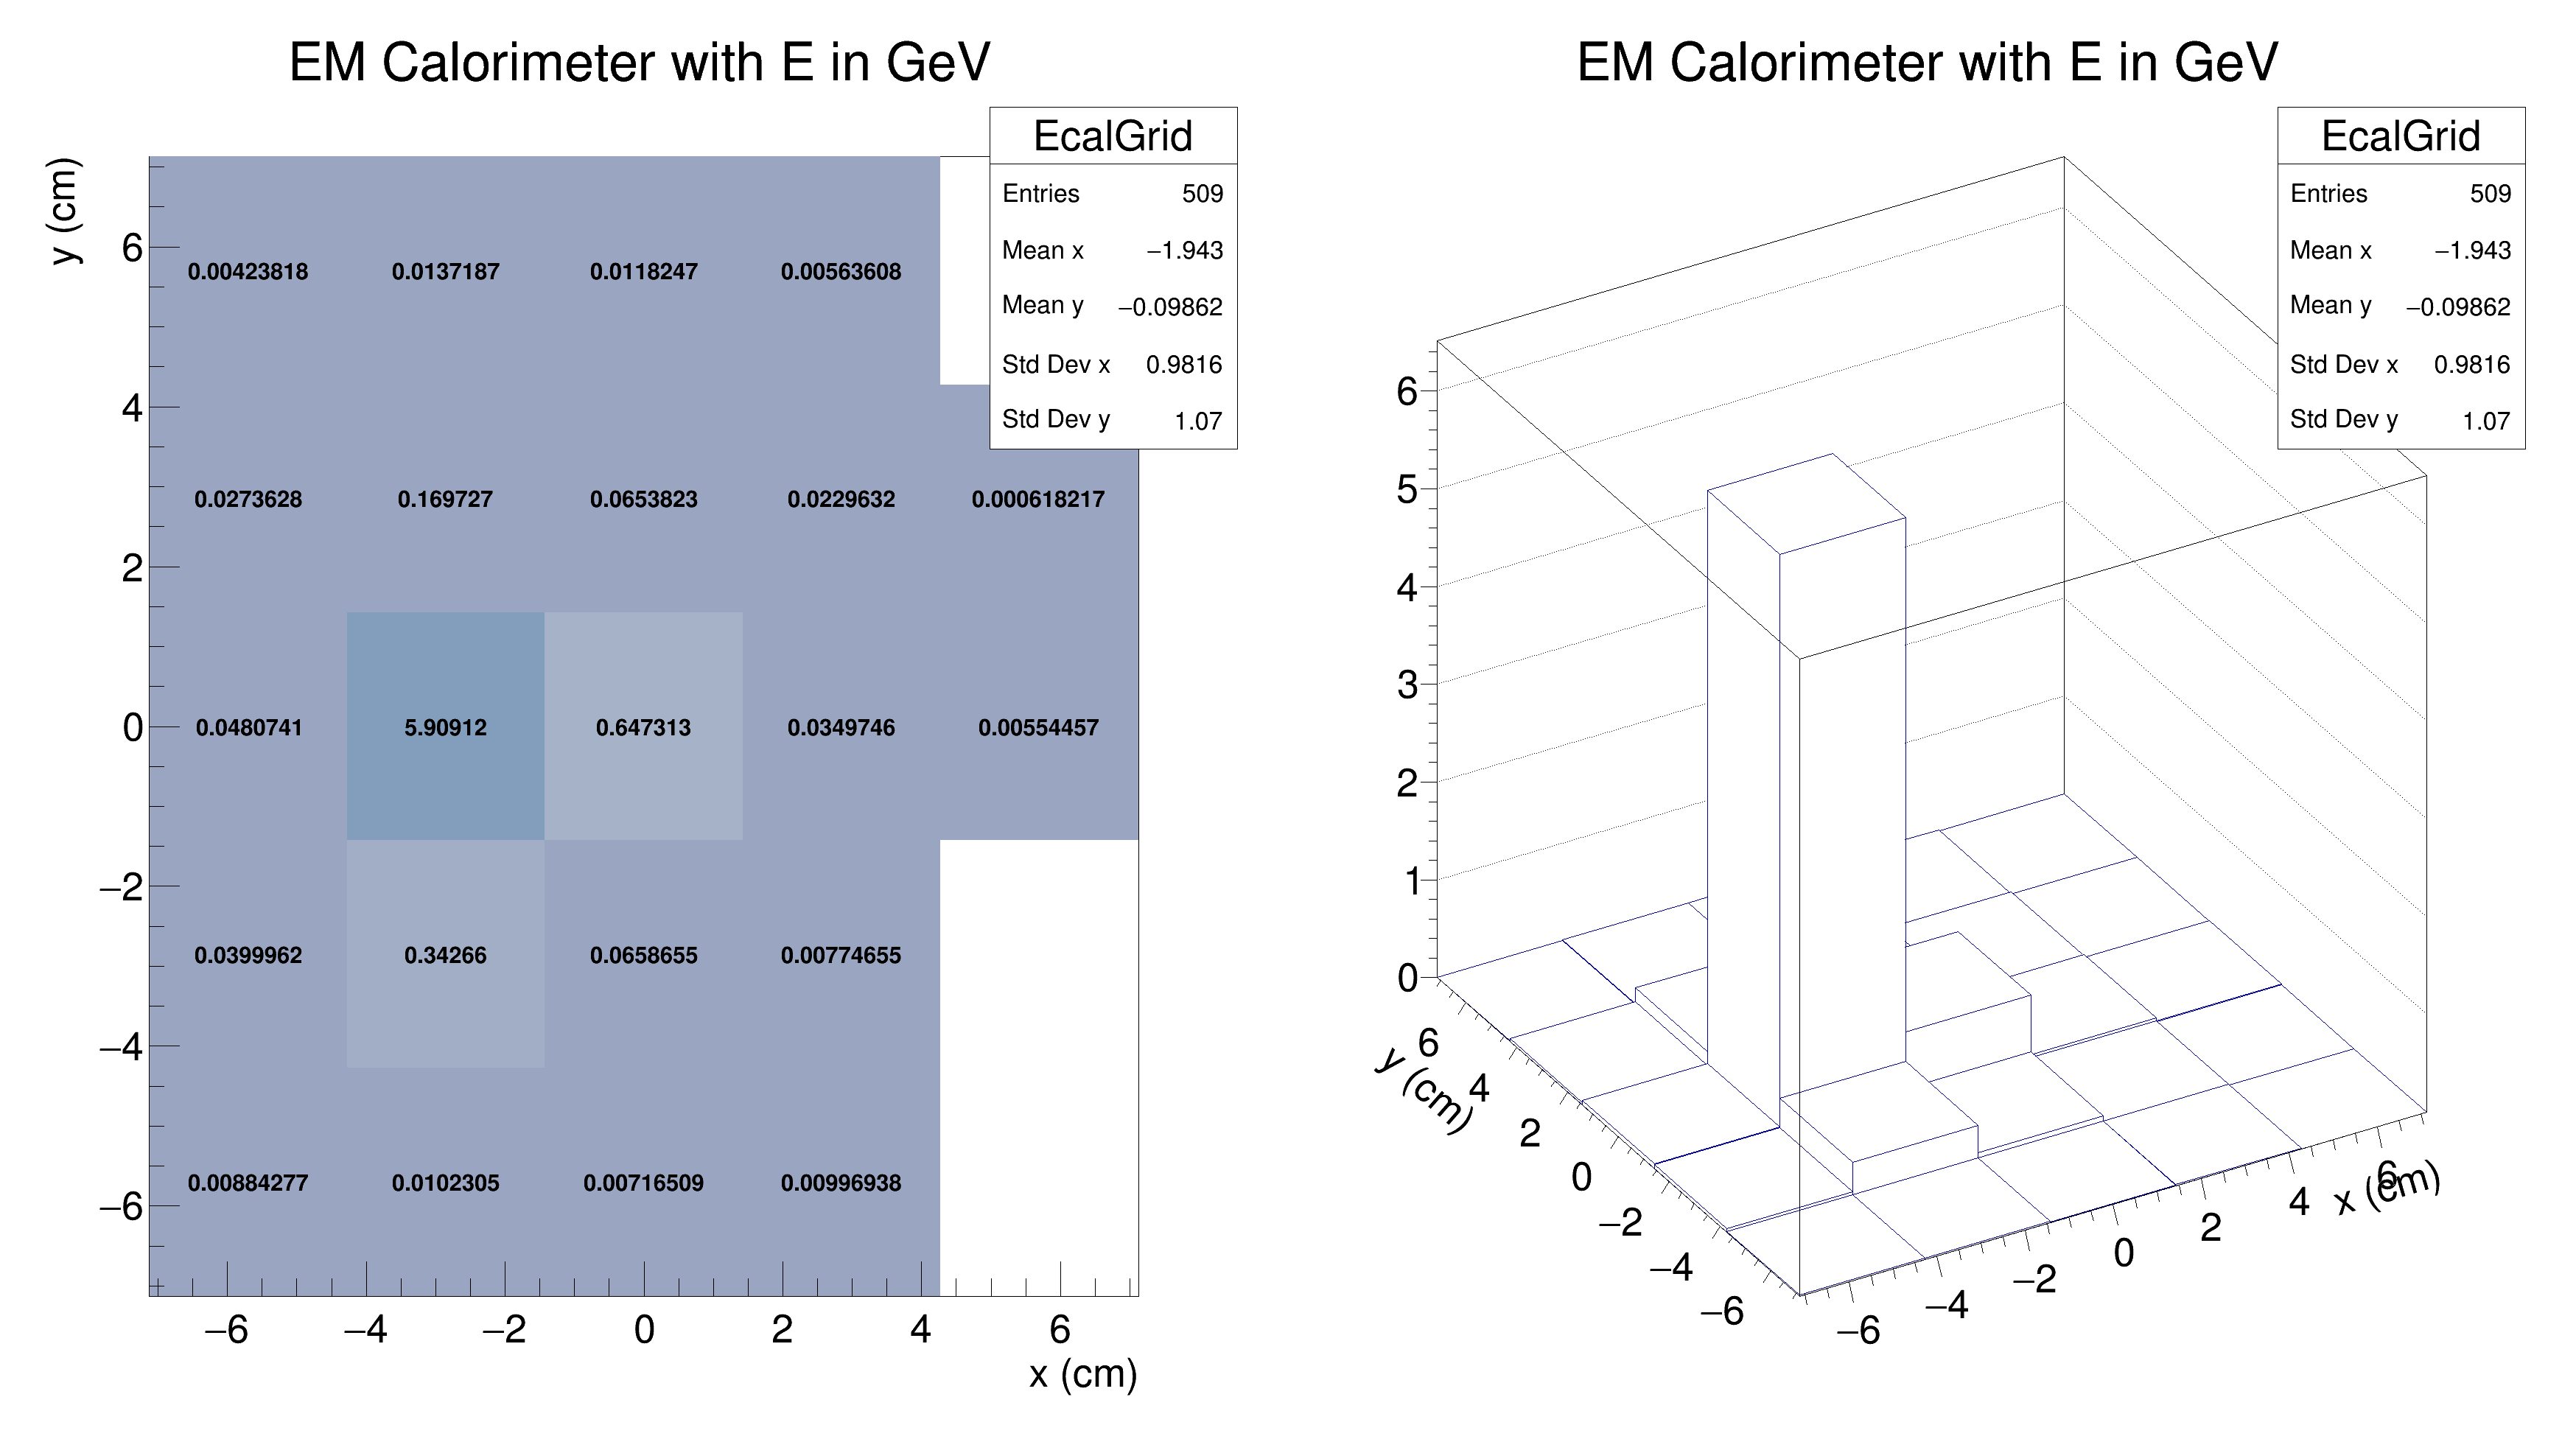 EM Calorimeter with E in GeV
EcalGrid
Entries 509
Mean x −1.943
Mean y −0.09862
Std Dev x 0.9816
Std Dev y 1.07
y (cm)
6
4
2
0
−2
−4
−6
0.00423818 0.0137187 0.0118247 0.00563608
0.0273628 0.169727 0.0653823 0.0229632 0.000618217
0.0480741 5.90912 0.647313 0.0349746 0.00554457
0.0399962 0.34266 0.0658655 0.00774655
0.00884277 0.0102305 0.00716509 0.00996938
−6 −4 −2 0 2 4 6
x (cm)
EM Calorimeter with E in GeV
EcalGrid
Entries 509
Mean x −1.943
Mean y −0.09862
Std Dev x 0.9816
Std Dev y 1.07
6
5
4
3
2
1
0
y (cm)
6
4
2
0
−2
−4
−6
−6 −4 −2 0 2 4 6
x (cm)